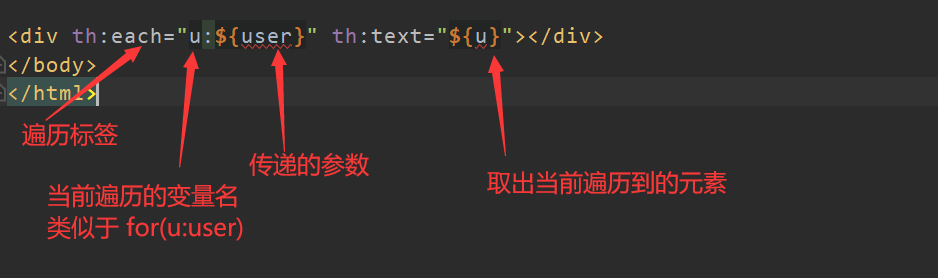 <div th:each="u:${user}" th:text="${u}"></div>
</body>
</html>
遍历标签
当前遍历的变量名
类似于 for(u:user)
传递的参数
取出当前遍历到的元素